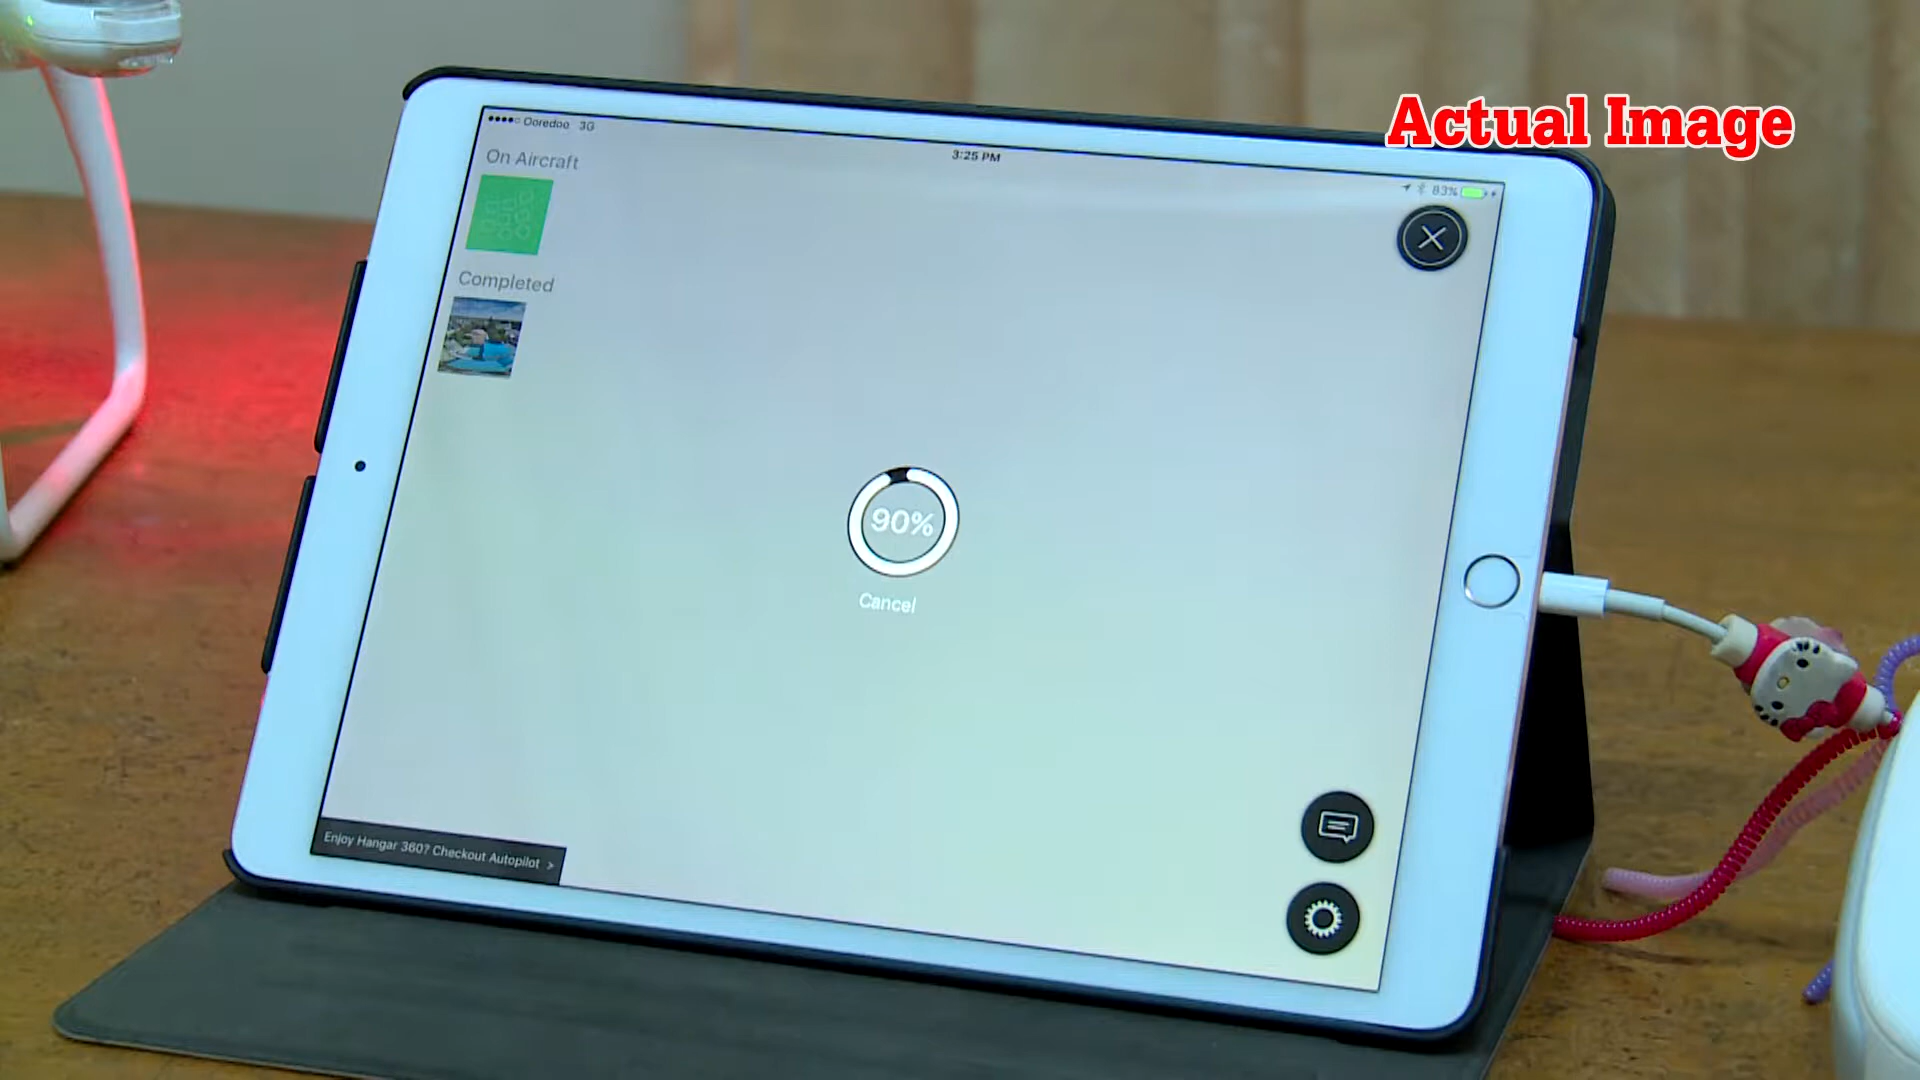 Actual Image
Ooredoo 3G
3:25 PM
83%
On Aircraft
Completed
90%
Cancel
Enjoy Hangar 360? Checkout Autopilot >